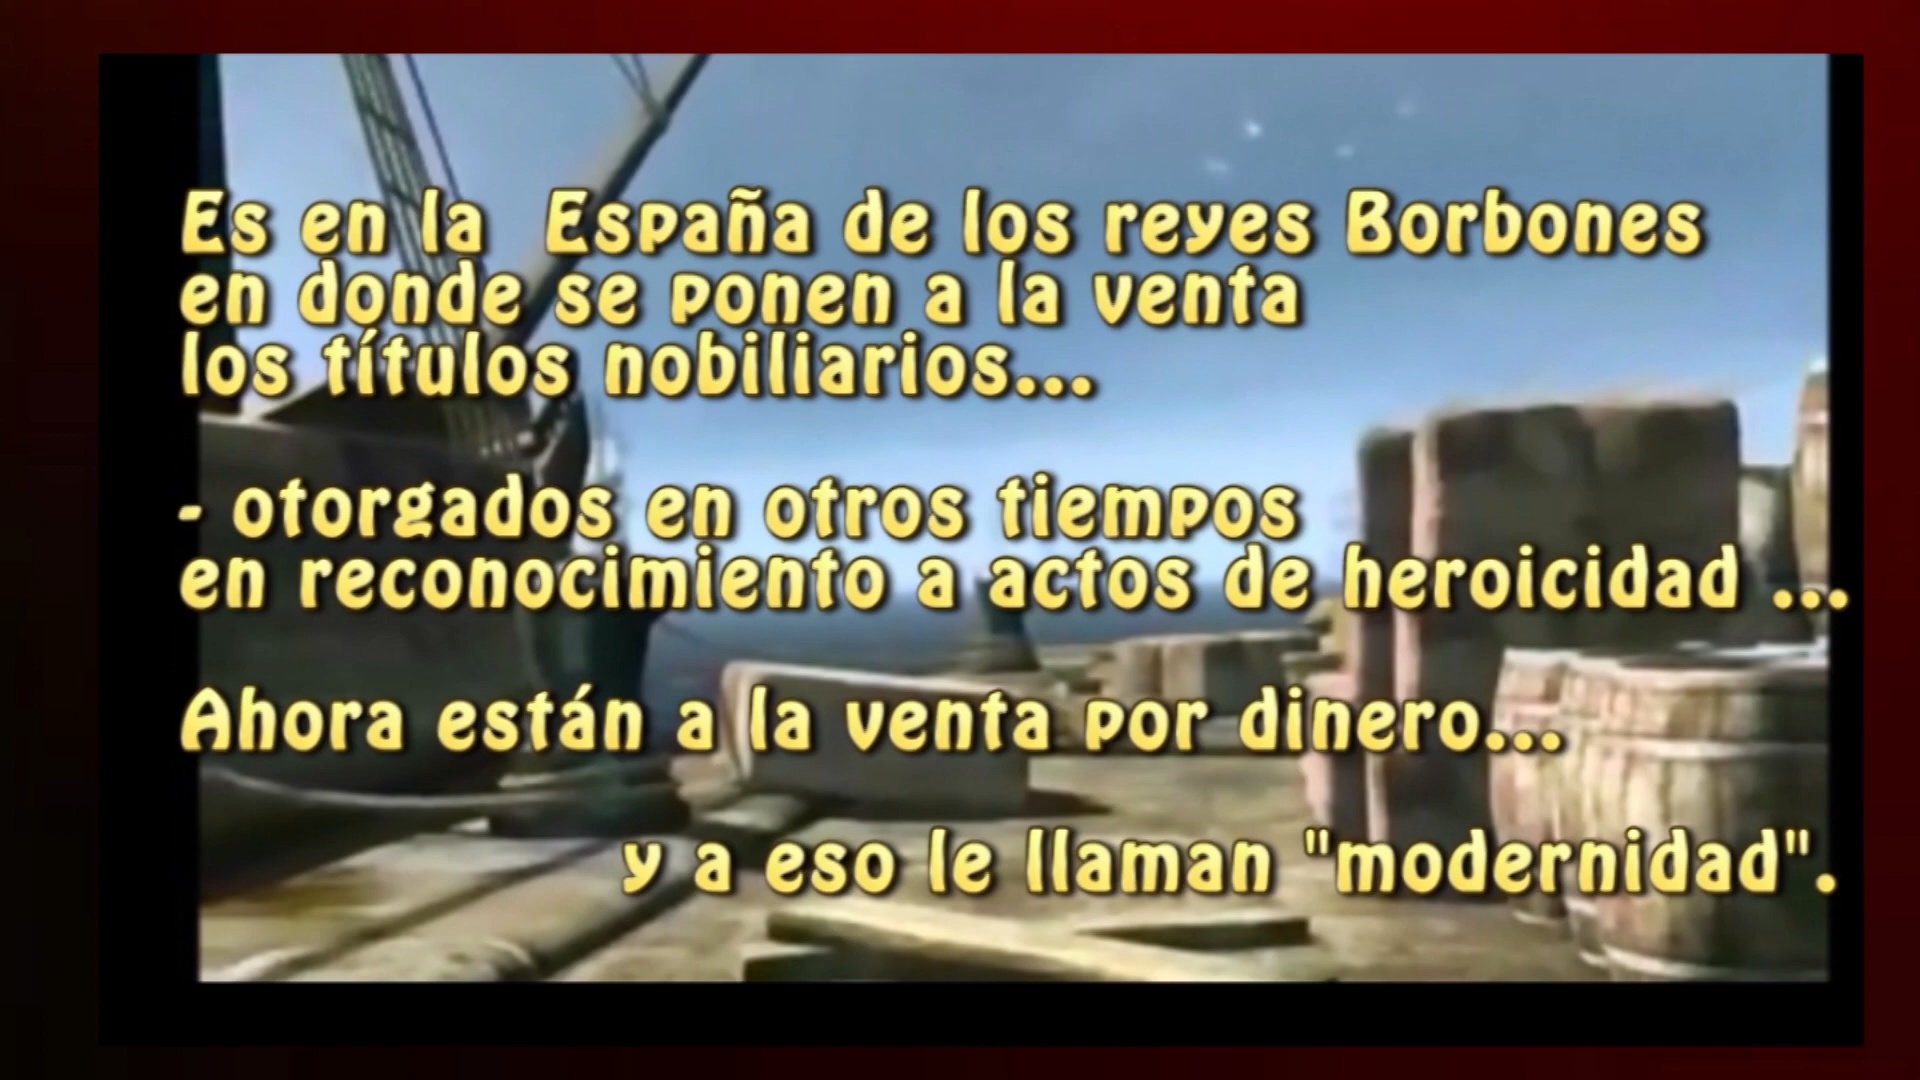 Es en la  España de los reyes Borbones
en donde se ponen a la venta
los títulos nobiliarios...
- otorgados en otros tiempos
en reconocimiento a actos de heroicidad ...
Ahora están a la venta por dinero...
y a eso le llaman "modernidad".